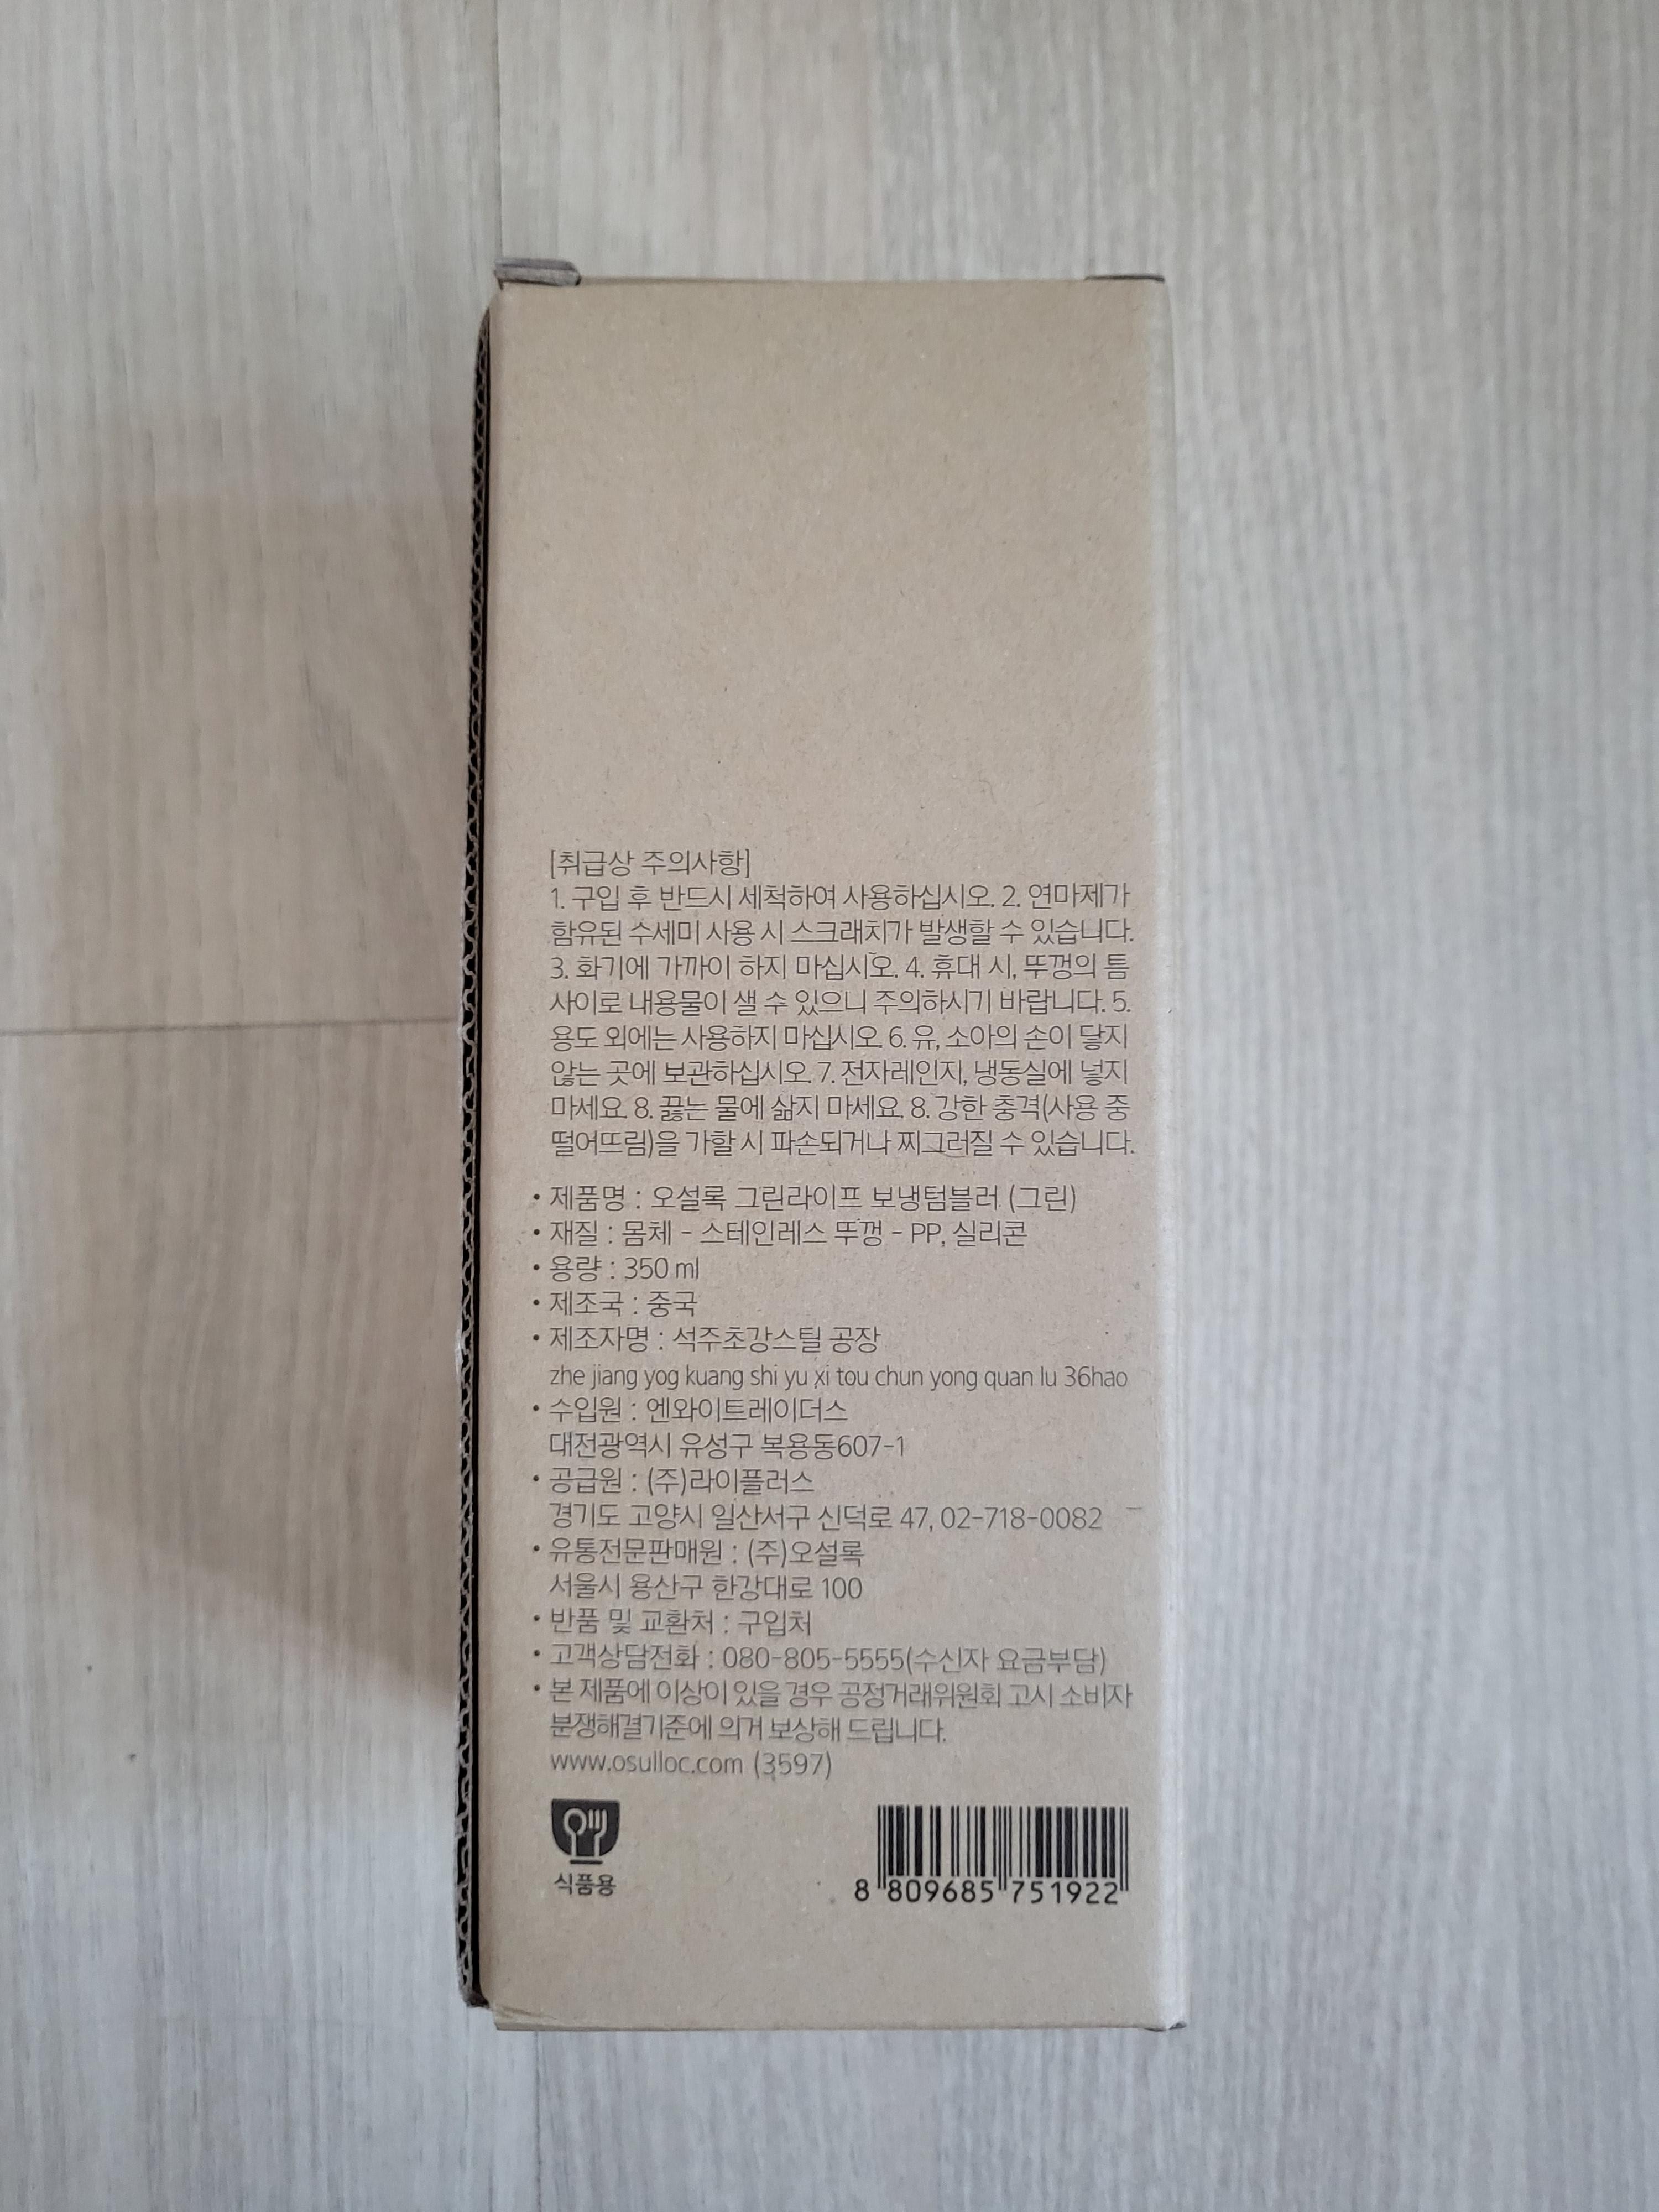 [취급상 주의사항]
1. 구입 후 반드시 세척하여 사용하십시오. 2. 연마제가
함유된 수세미 사용 시 스크래치가 발생할 수 있습니다.
3. 화기에 가까이 하지 마십시오. 4. 휴대 시, 뚜껑의 틈
사이로 내용물이 샐 수 있으니 주의하시기 바랍니다. 5.
용도 외에는 사용하지 마십시오. 6. 유, 소아의 손이 닿지
않는 곳에 보관하십시오. 7. 전자레인지, 냉동실에 넣지
마세요. 8. 끓는 물에 삶지 마세요. 8. 강한 충격(사용 중
떨어뜨림)을 가할 시 파손되거나 찌그러질 수 있습니다.
• 제품명 : 오설록 그린라이프 보냉텀블러 (그린)
• 재질 : 몸체 - 스테인레스 뚜껑 - PP, 실리콘
• 용량 : 350 ml
• 제조국 : 중국
• 제조자명 : 석주초강스틸 공장
zhe jiang yog kuang shi yu xi tou chun yong quan lu 36hao
• 수입원 : 엔와이트레이더스
대전광역시 유성구 복용동607-1
• 공급원 : (주)라이플러스
경기도 고양시 일산서구 신덕로 47, 02-718-0082
• 유통전문판매원 : (주)오설록
서울시 용산구 한강대로 100
• 반품 및 교환처 : 구입처
• 고객상담전화 : 080-805-5555(수신자 요금부담)
• 본 제품에 이상이 있을 경우 공정거래위원회 고시 소비자
분쟁해결기준에 의거 보상해 드립니다.
www.osulloc.com (3597)
식품용
8 809685 751922